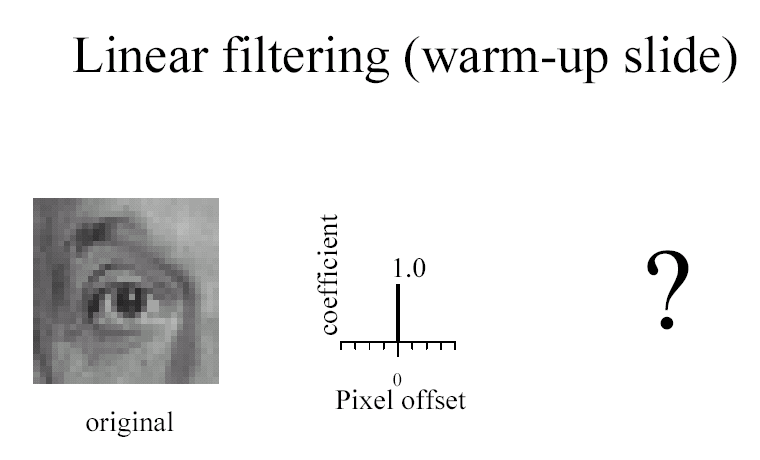 Linear filtering (warm-up slide)
coefficient
1.0
?
0
Pixel offset
original